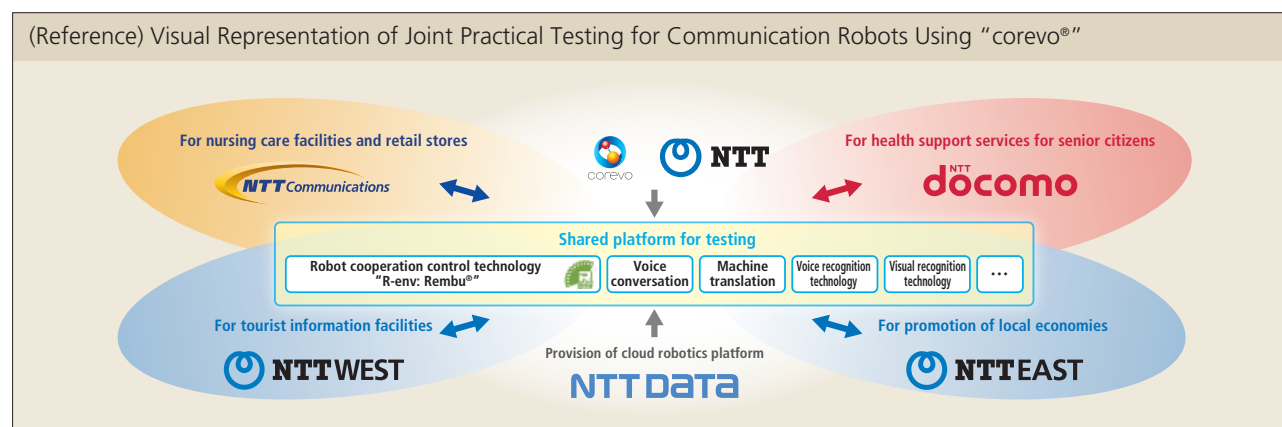 (Reference) Visual Representation of Joint Practical Testing for Communication Robots Using “corevo®”
For nursing care facilities and retail stores
NTT Communications
corevo
NTT
For health support services for senior citizens
NTT
docomo
Shared platform for testing
Robot cooperation control technology
“R-env: Rembu®”
R
Voice
conversation
Machine
translation
Voice recognition
technology
Visual recognition
technology
...
For tourist information facilities
NTT WEST
Provision of cloud robotics platform
NTT DATA
For promotion of local economies
NTT EAST